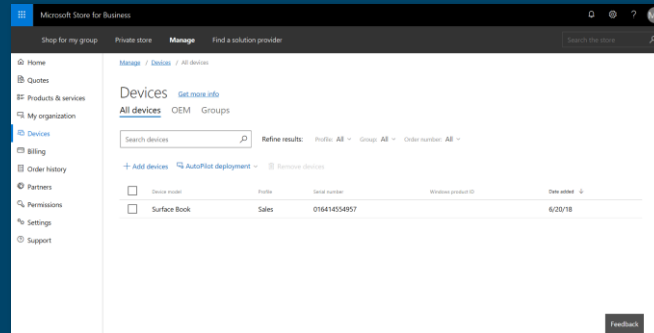 Microsoft Store for Business
?
Shop for my group Private store Manage Find a solution provider Search the store
Home
Quotes
Products & services
My organization
Devices
Billing
Order history
Partners
Permissions
Settings
Support
Manage / Devices / All devices
Devices Get more info
All devices OEM Groups
Search devices Refine results: Profile: All Group: All Order number: All
+ Add devices AutoPilot deployment Remove devices
Device model Profile Serial number Windows product ID Date added ↓
Surface Book Sales 016414554957 6/20/18
Feedback